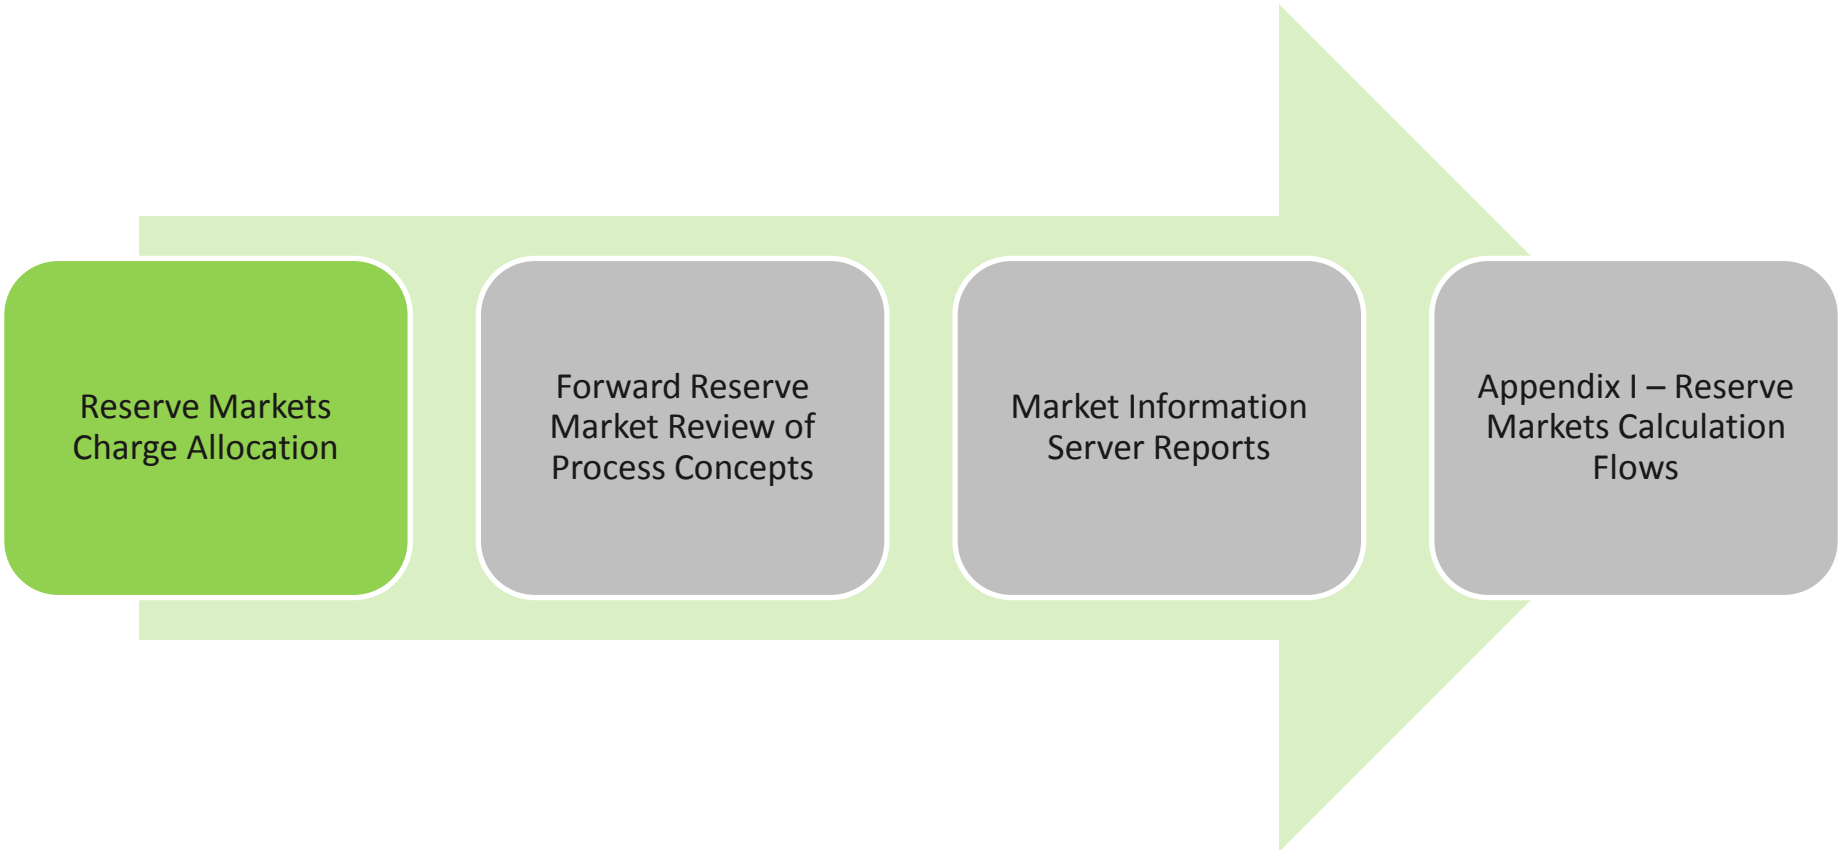 Reserve Markets
Charge Allocation
Forward Reserve
Market Review of
Process Concepts
Market Information
Server Reports
Appendix I – Reserve
Markets Calculation
Flows